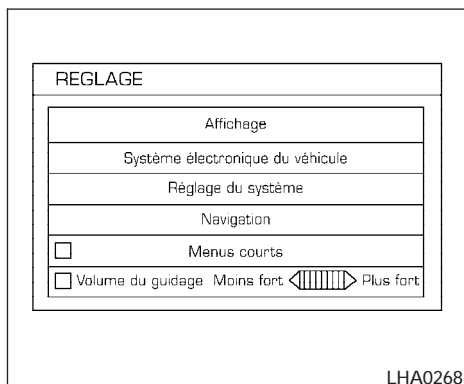 REGLAGE
Affichage
Système électronique du véhicule
Réglage du système
Navigation
Menus courts
Volume du guidage Moins fort Plus fort
LHA0268